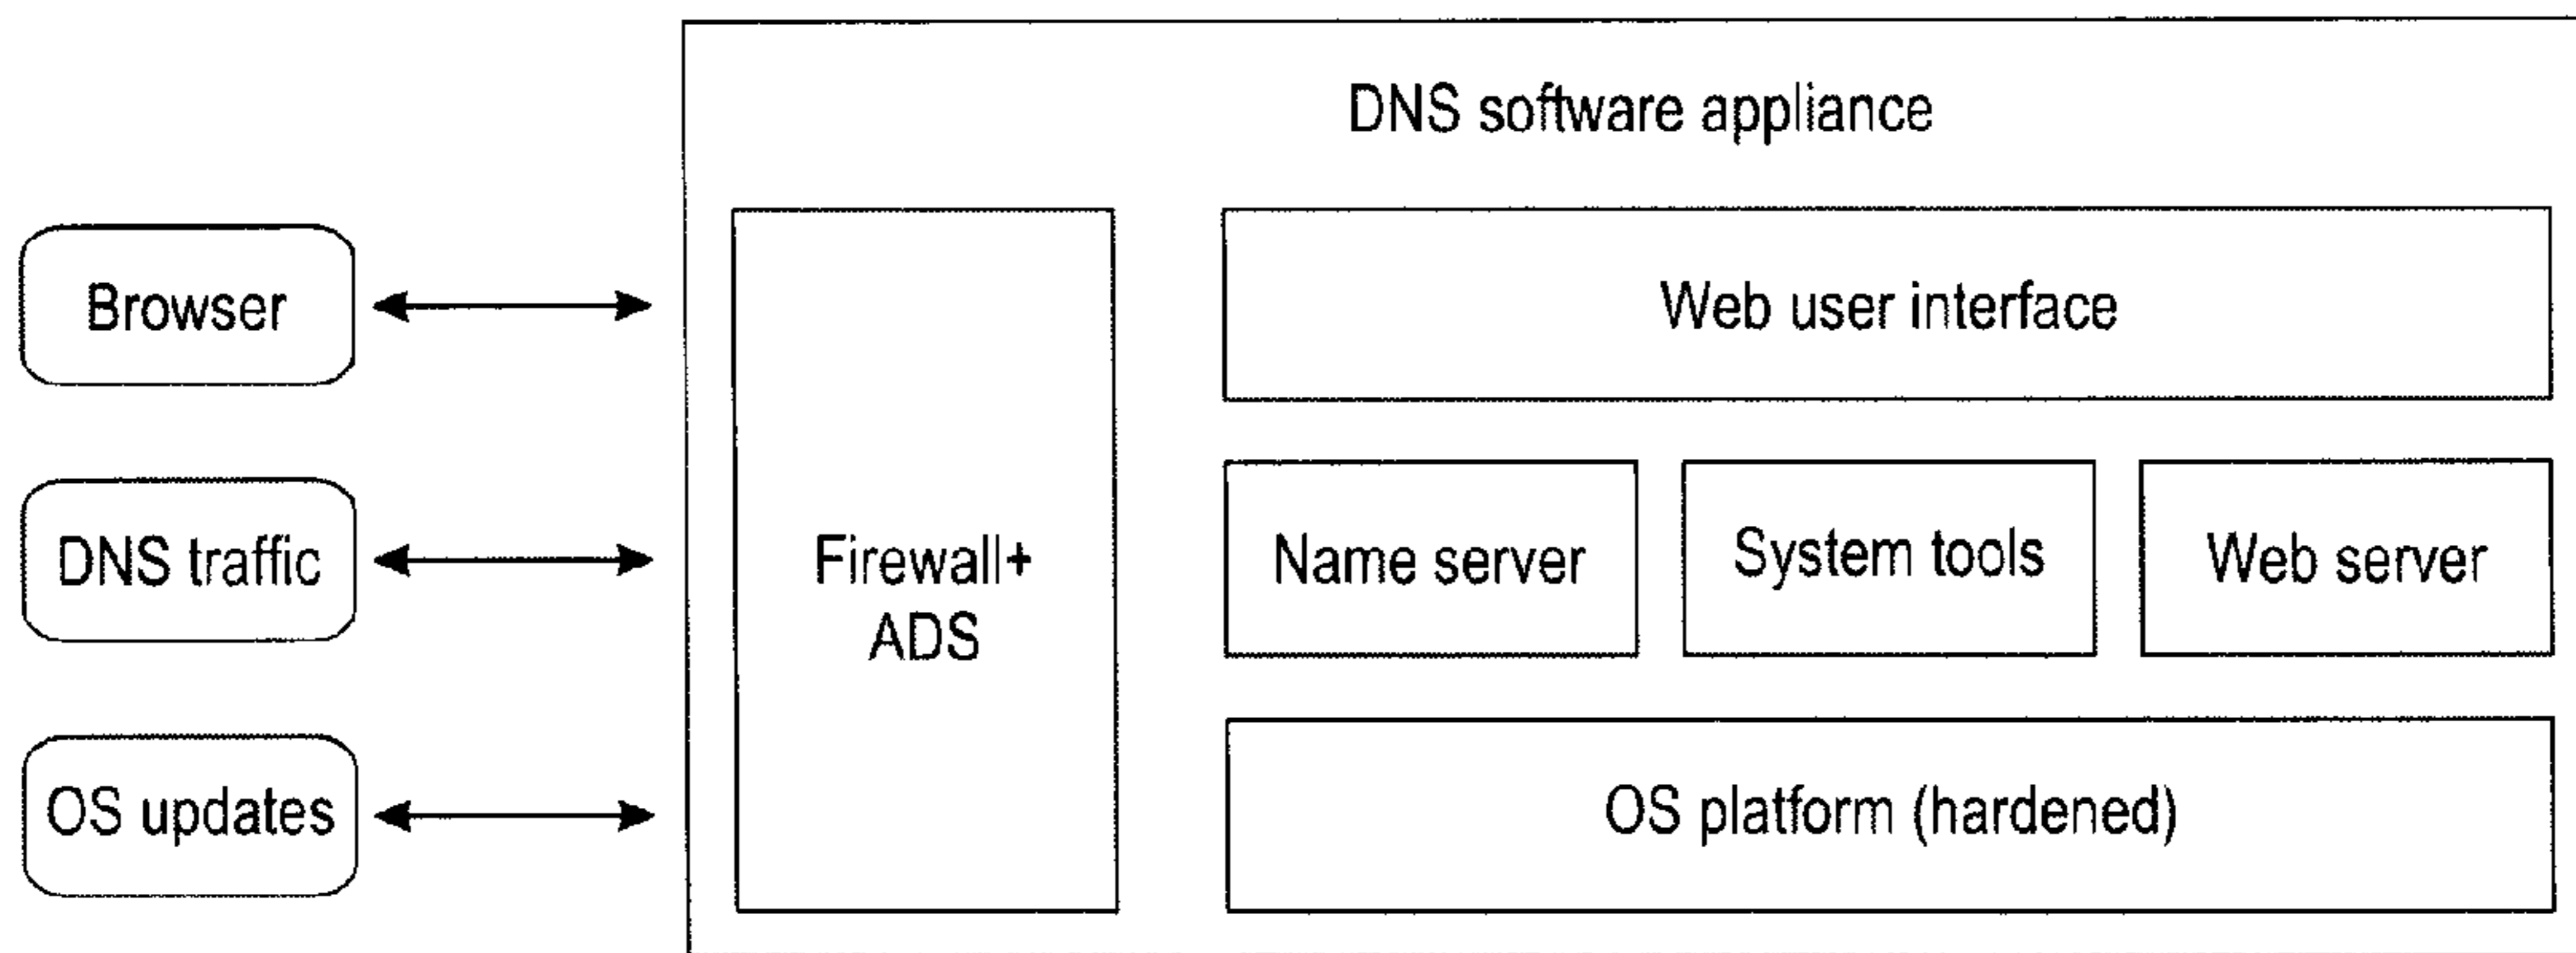 DNS software appliance
Browser
Web user interface
DNS traffic
Firewall+
ADS
Name server
System tools
Web server
OS updates
OS platform (hardened)